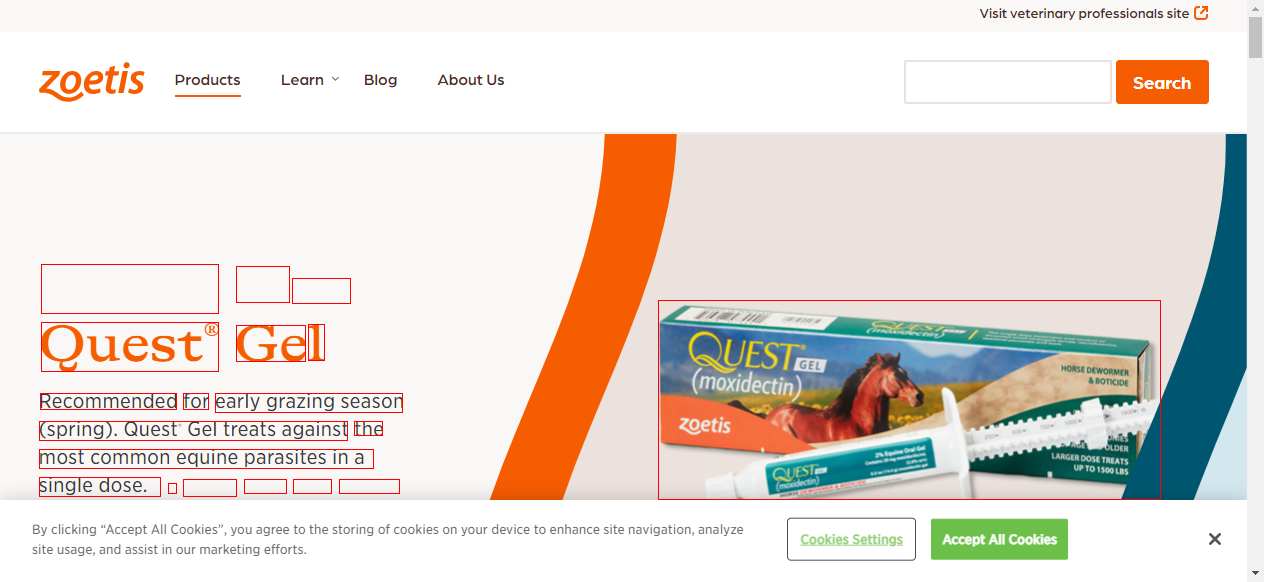 Visit veterinary professionals site
zoetis
Products
Learn
Blog
About Us
Search
Quest® Gel
Recommended for early grazing season
(spring). Quest® Gel treats against the
most common equine parasites in a
single dose.
QUEST® GEL
(moxidectin)
zoetis
HORSE DEWORMER
& BOTICIDE
LARGER DOSE TREATS
UP TO 1500 LBS
2% Equine Oral Gel
QUEST GEL
(moxidectin)
By clicking “Accept All Cookies”, you agree to the storing of cookies on your device to enhance site navigation, analyze
site usage, and assist in our marketing efforts.
Cookies Settings
Accept All Cookies